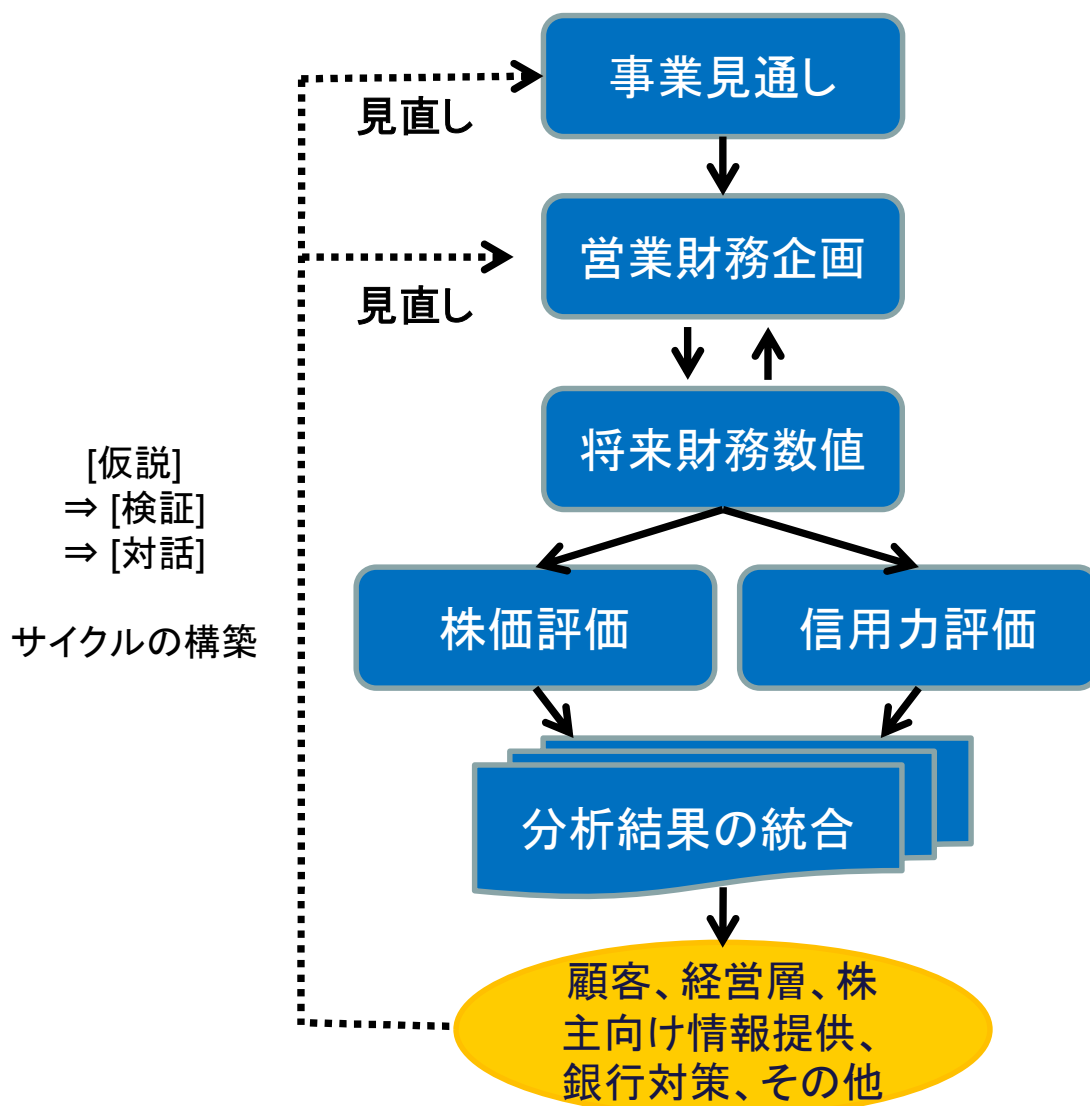 事業見通し
見直し
営業財務企画
見直し
将来財務数値
[仮説]
⇒ [検証]
⇒ [対話]
サイクルの構築
株価評価
信用力評価
分析結果の統合
顧客、経営層、株
主向け情報提供、
銀行対策、その他